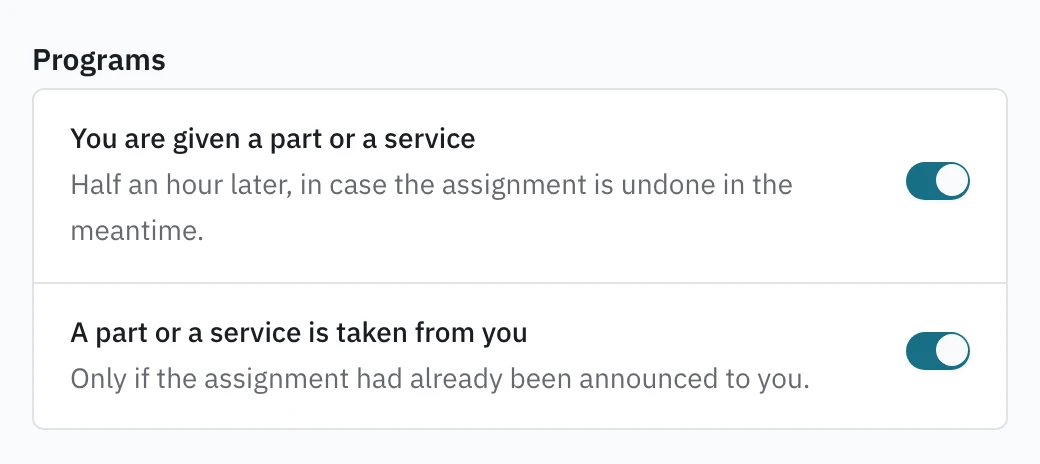 Programs
You are given a part or a service
Half an hour later, in case the assignment is undone in the
meantime.
A part or a service is taken from you
Only if the assignment had already been announced to you.